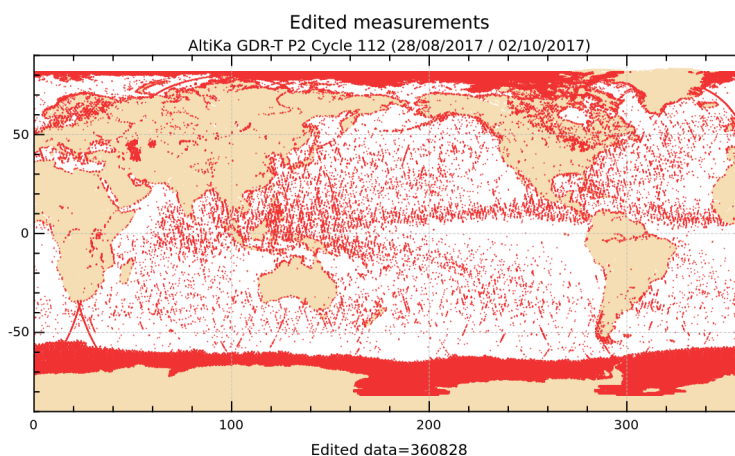 Edited measurements
AltiKa GDR-T P2 Cycle 112 (28/08/2017 / 02/10/2017)
50
0
-50
0 100 200 300
Edited data=360828